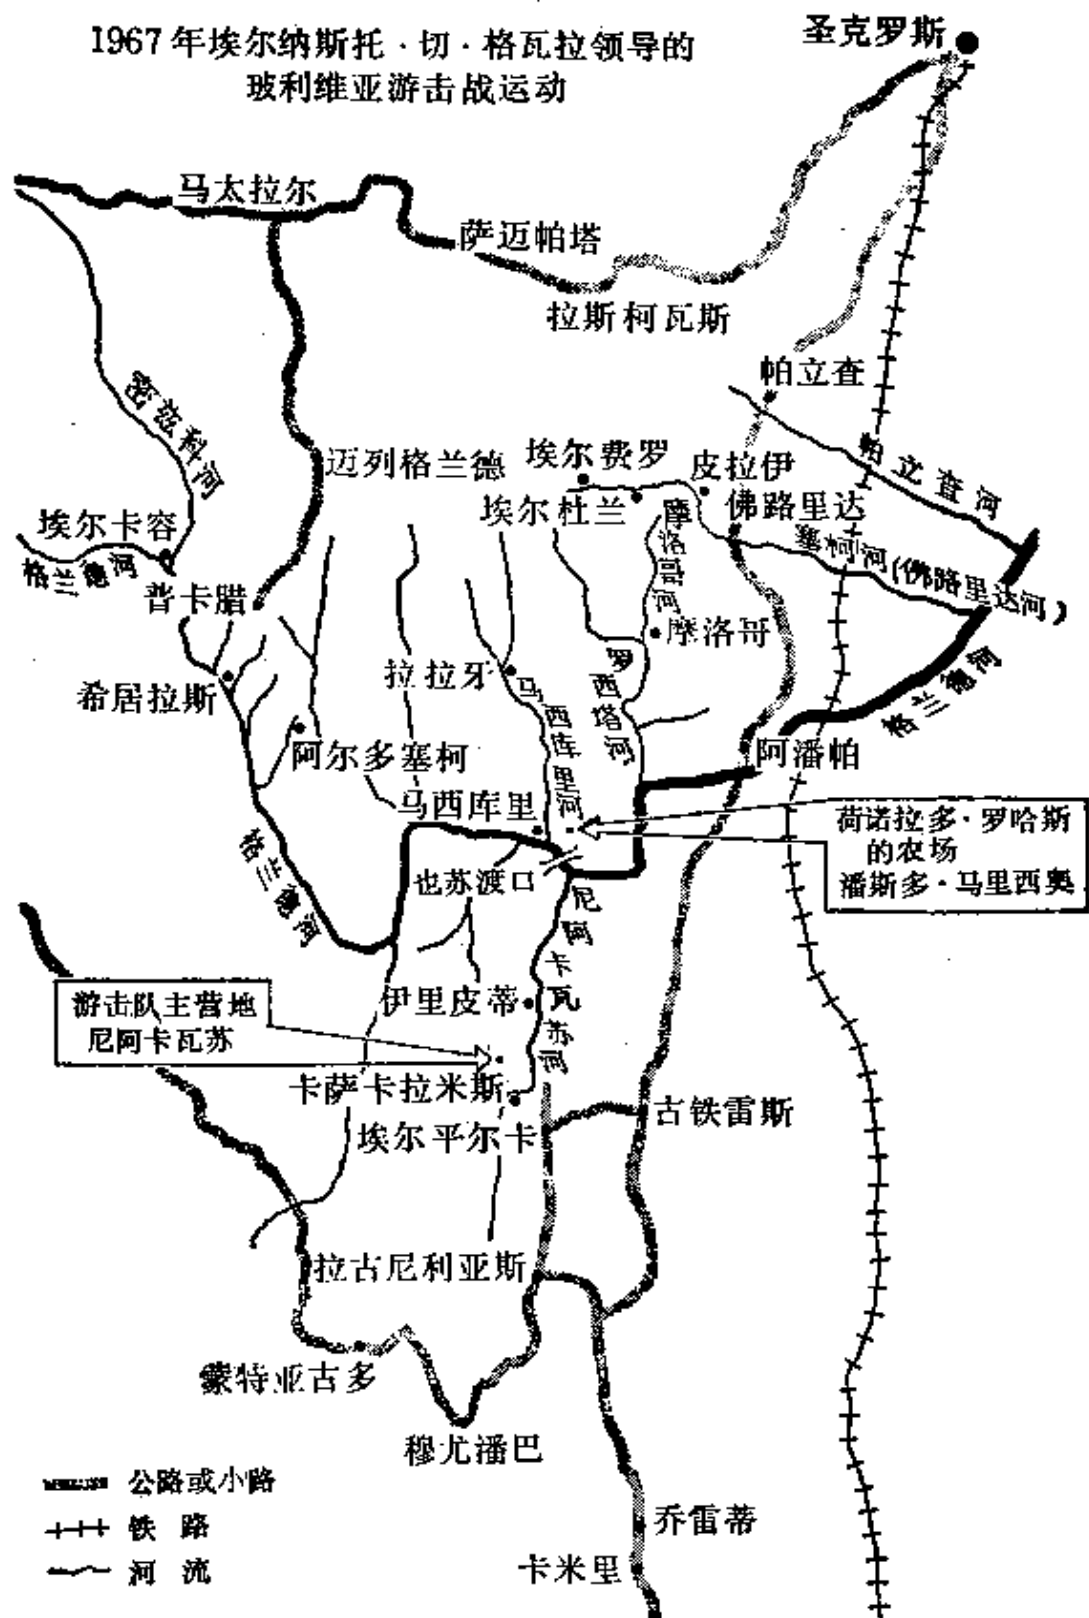 1967年埃尔纳斯托·切·格瓦拉领导的
玻利维亚游击战运动
圣克罗斯
马太拉尔
萨迈帕塔
拉斯柯瓦斯
帕立查
密兹科河
帕立查河
迈列格兰德
埃尔费罗
皮拉伊
埃尔杜兰
佛路里达
埃尔卡容
格兰德河
摩洛哥河
塞柯河(佛路里达河)
普卡腊
摩洛哥
希居拉斯
拉拉牙
马西库里河
罗西塔河
格兰德河
阿尔多塞柯
阿潘帕
马西库里
荷诺拉多·罗哈斯
的农场
潘斯多·马里西奥
格兰德河
也苏渡口
尼阿卡瓦苏河
伊里皮蒂
游击队主营地
尼阿卡瓦苏
卡萨卡拉米斯
埃尔平尔卡
古铁雷斯
拉古尼利亚斯
蒙特亚古多
穆尤潘巴
公路或小路
铁路
河流
乔雷蒂
卡米里